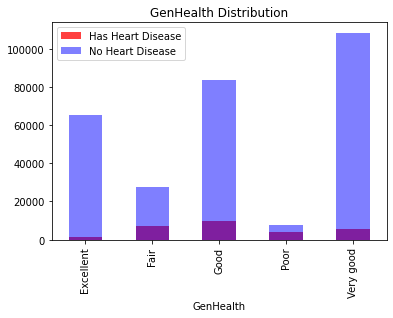 GenHealth Distribution
Has Heart Disease
No Heart Disease
100000
80000
60000
40000
20000
0
Excellent
Fair
Good
Poor
Very good
GenHealth